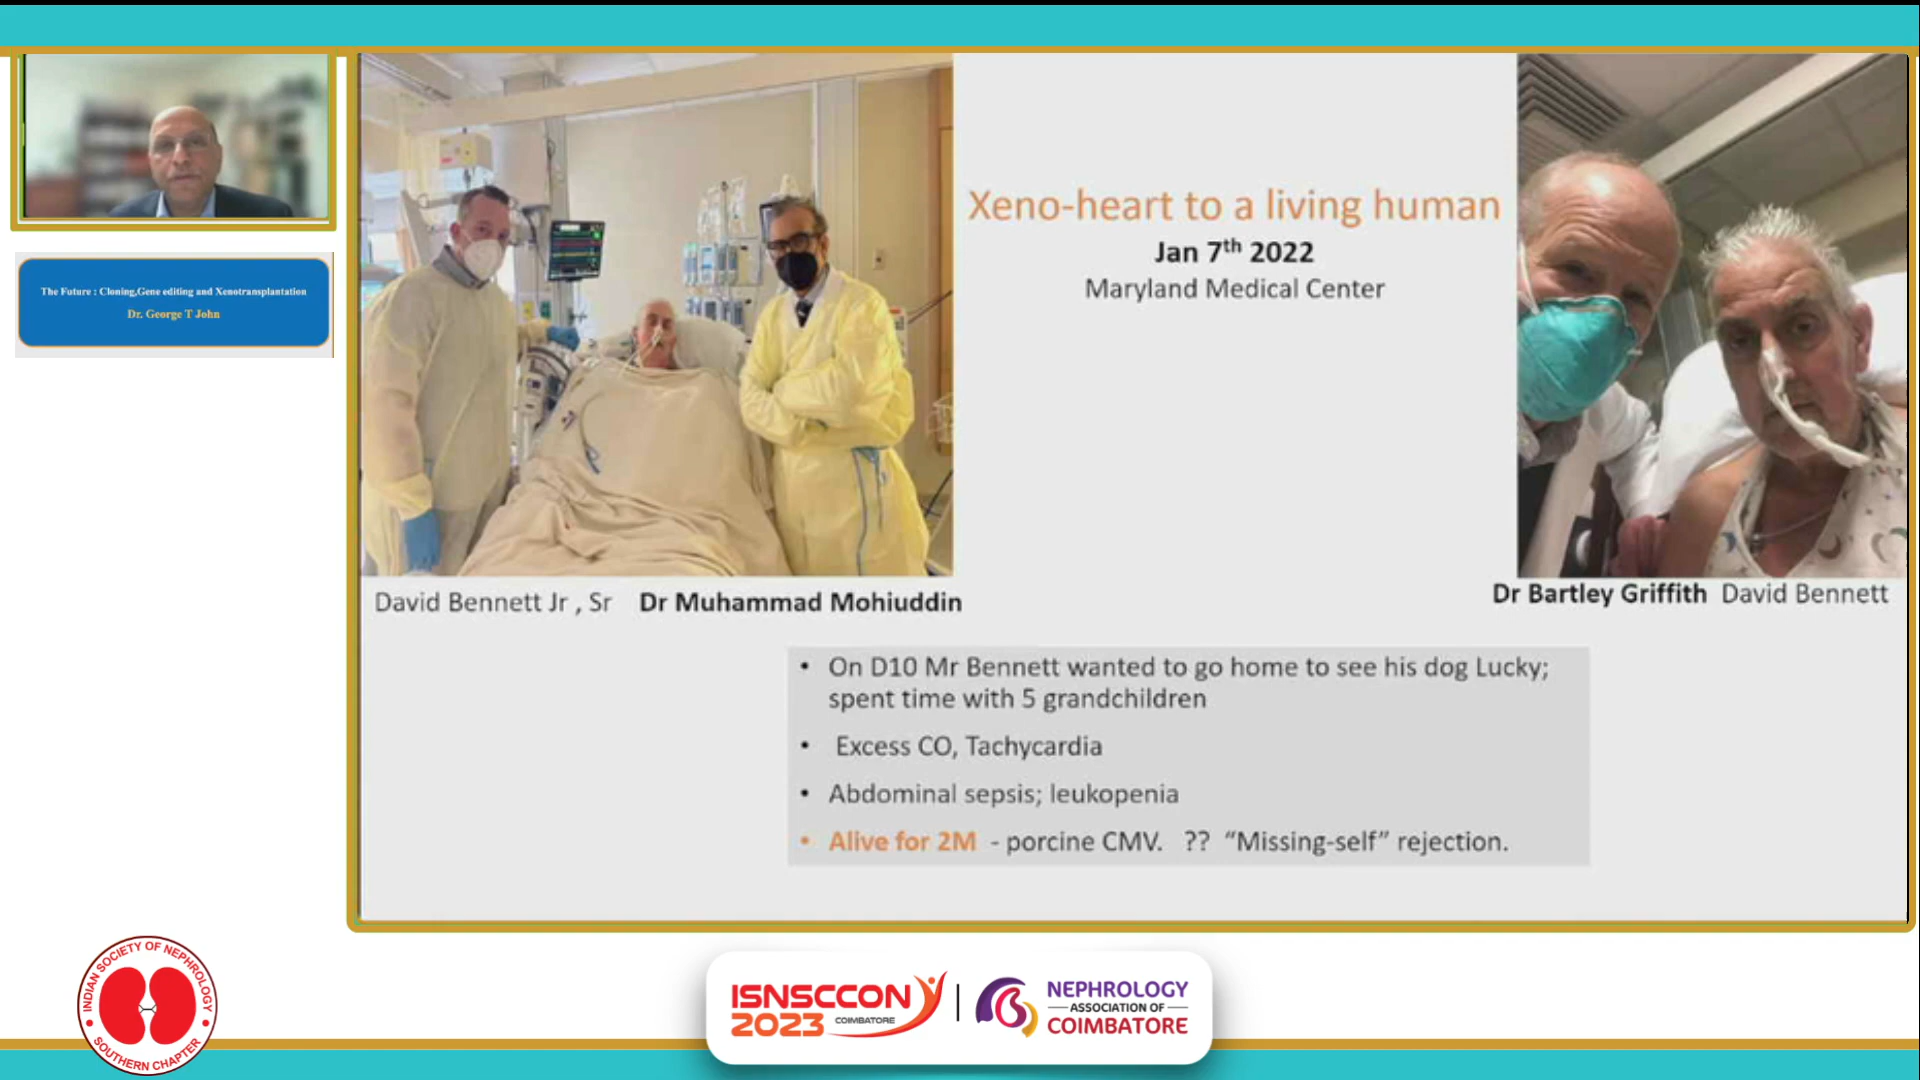 The Future : Cloning,Gene editing and Xenotransplantation
Dr. George T John
Xeno-heart to a living human
Jan 7th 2022
Maryland Medical Center
David Bennett Jr , Sr Dr Muhammad Mohiuddin
Dr Bartley Griffith David Bennett
• On D10 Mr Bennett wanted to go home to see his dog Lucky;
spent time with 5 grandchildren
• Excess CO, Tachycardia
• Abdominal sepsis; leukopenia
• Alive for 2M - porcine CMV. ?? “Missing-self” rejection.
INDIAN SOCIETY OF NEPHROLOGY
SOUTHERN CHAPTER
ISNSCCON
2023 COIMBATORE
NEPHROLOGY
ASSOCIATION OF
COIMBATORE